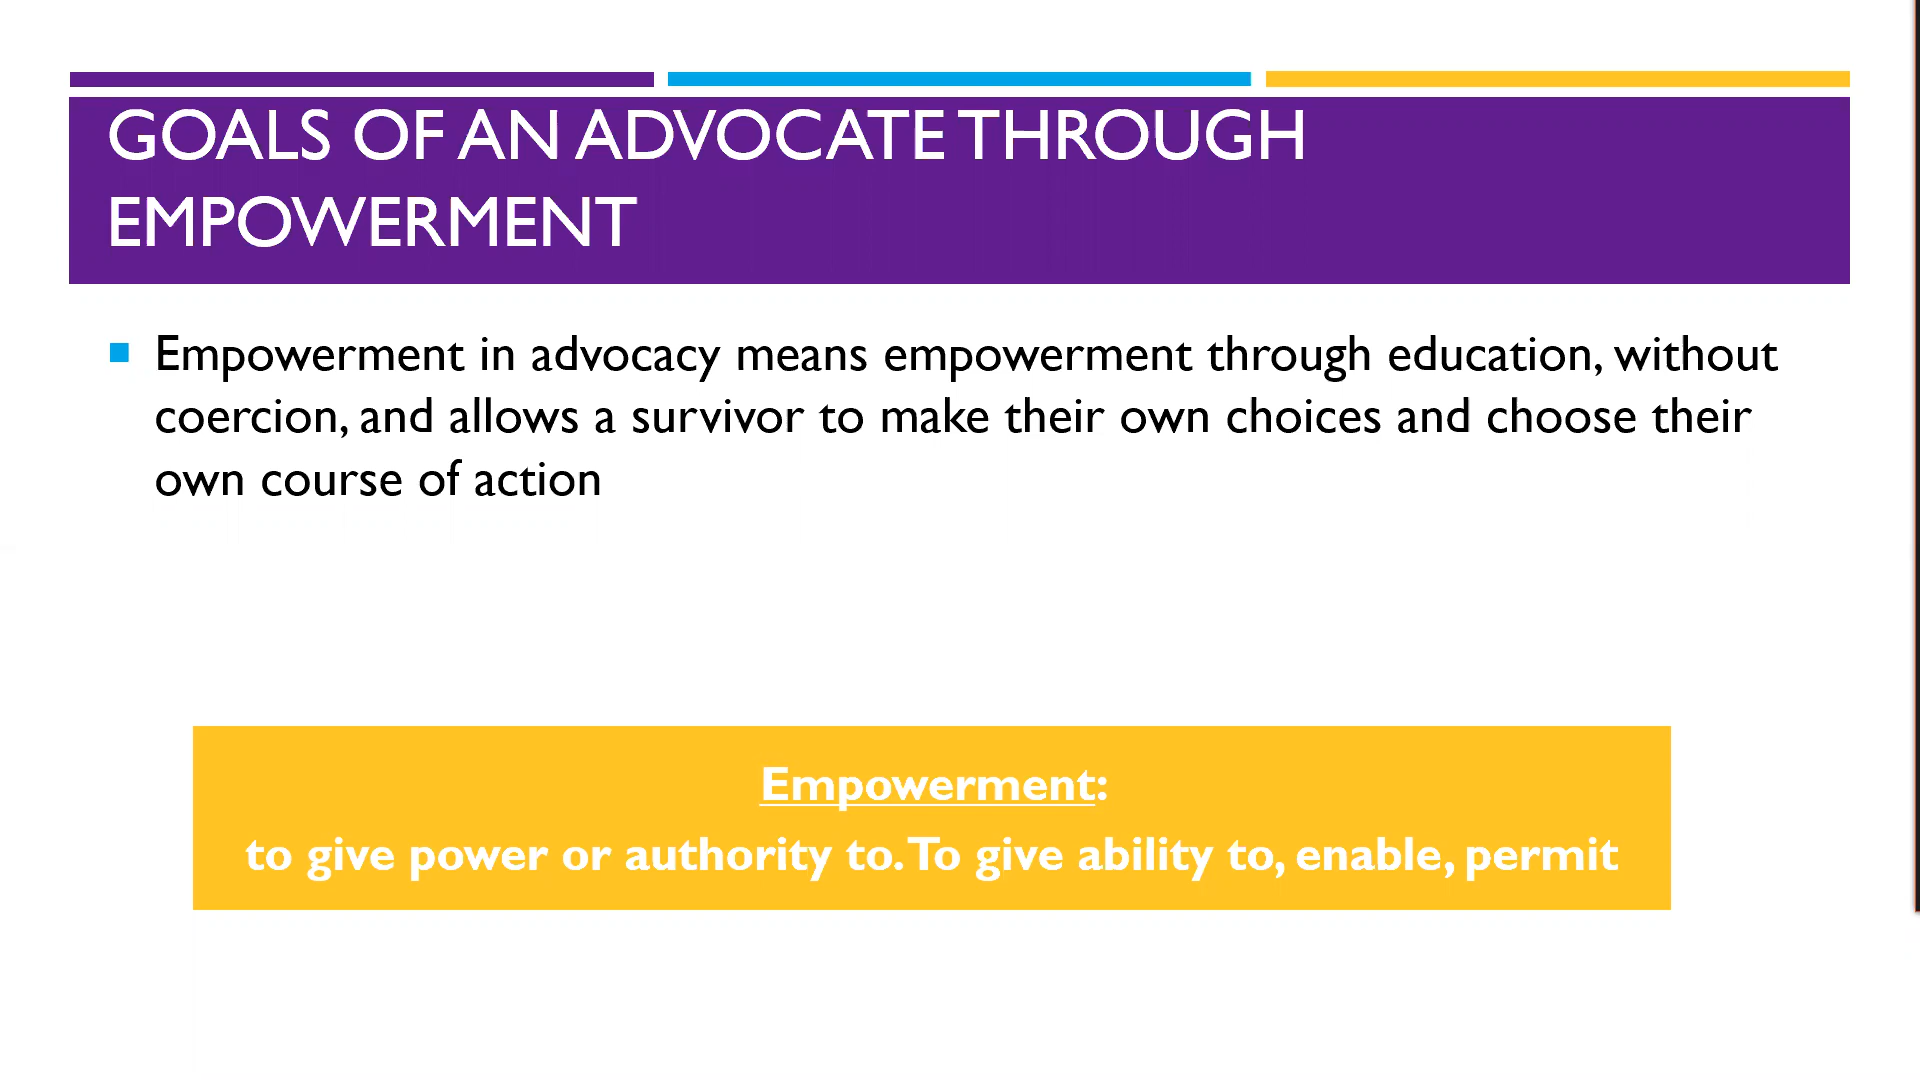 GOALS OF AN ADVOCATE THROUGH
EMPOWERMENT
Empowerment in advocacy means empowerment through education, without
coercion, and allows a survivor to make their own choices and choose their
own course of action
Empowerment:
to give power or authority to. To give ability to, enable, permit